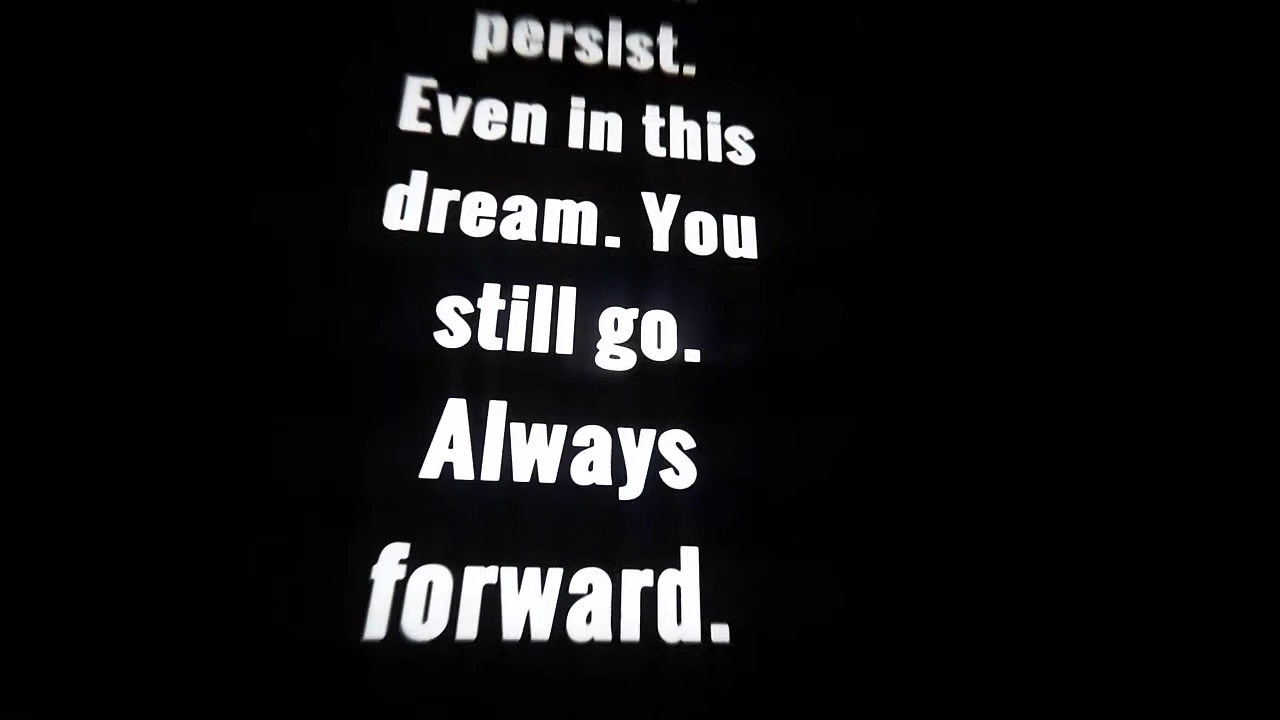 persist.
Even in this
dream. You
still go.
Always
forward.